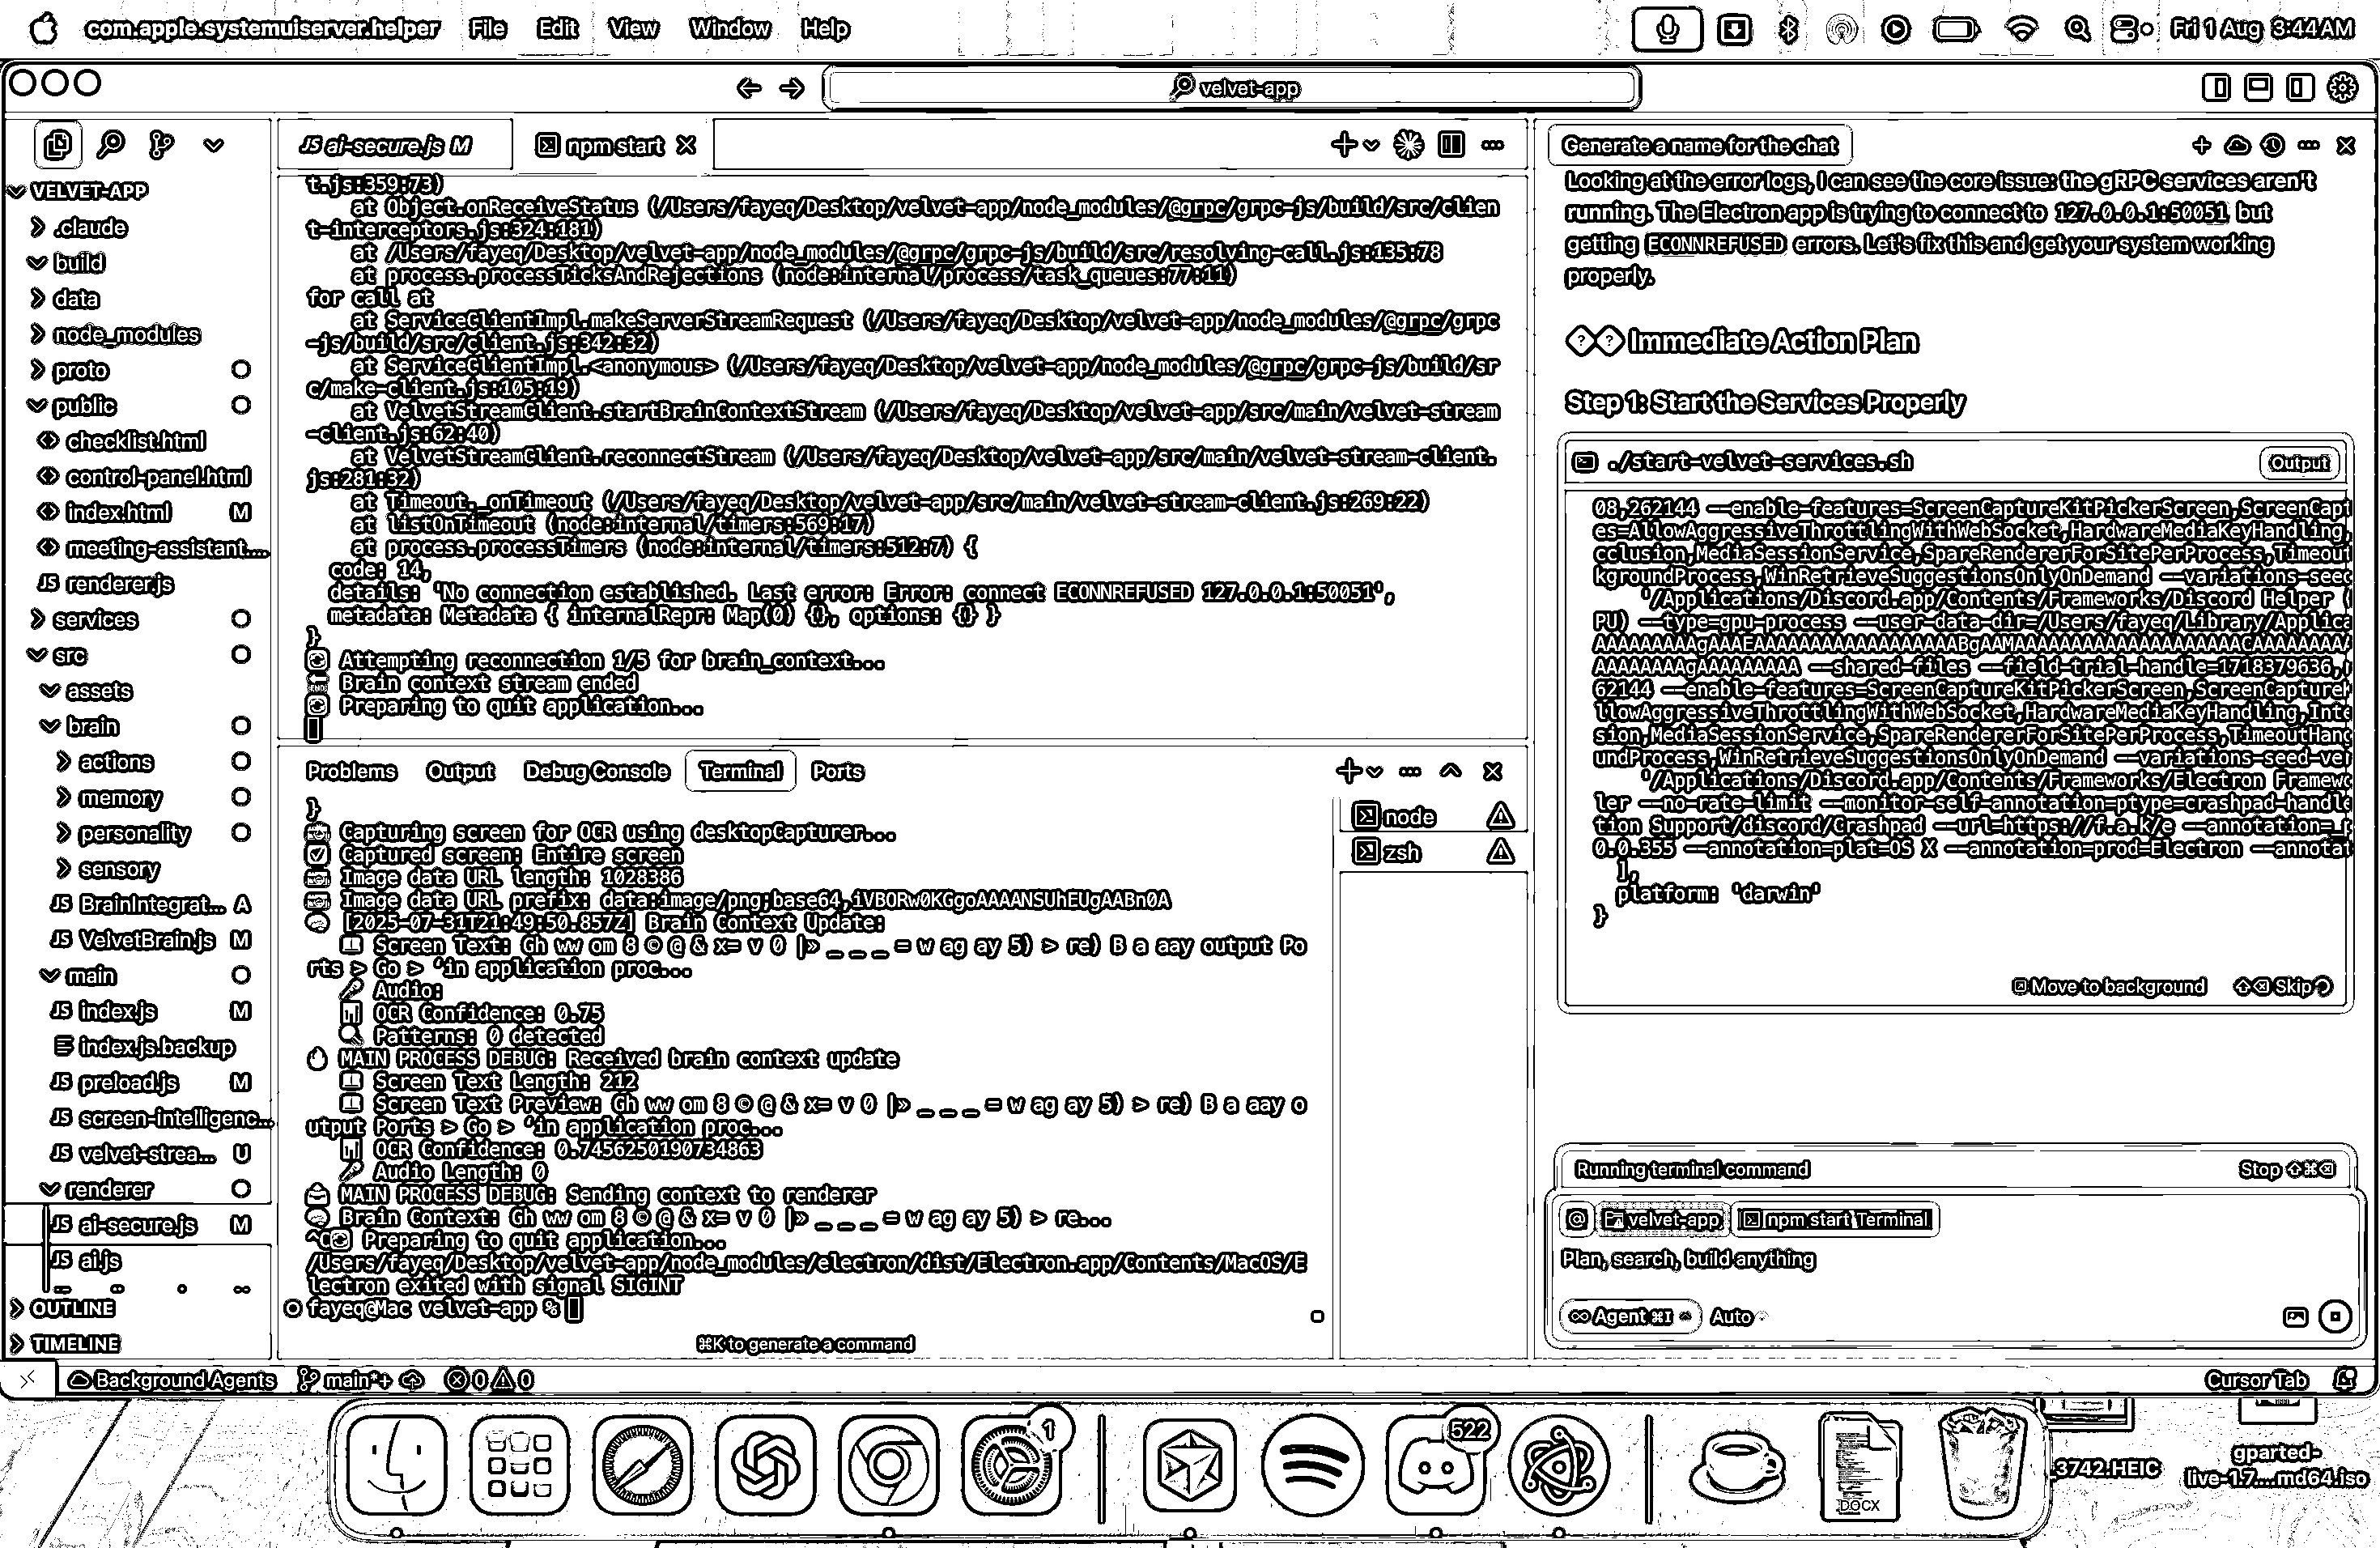 com.apple.systemuiserver.helper File Edit View Window Help Fri 1 Aug 3:44 AM
velvet-app
VELVET-APP
.claude
build
data
node_modules
proto
public
checklist.html
control-panel.html
index.html M
meeting-assistant....
JS renderer.js
services
src
assets
brain
actions
memory
personality
sensory
JS BrainIntegrat... A
JS VelvetBrain.js M
main
JS index.js M
index.js.backup
JS preload.js M
JS screen-intelligenc...
JS velvet-strea... U
renderer
JS ai-secure.js M
JS ai.js
OUTLINE
TIMELINE
JS ai-secure.js M npm start
t.js:359:73)
at Object.onReceiveStatus (/Users/fayeq/Desktop/velvet-app/node_modules/@grpc/grpc-js/build/src/clien
t-interceptors.js:324:181)
at /Users/fayeq/Desktop/velvet-app/node_modules/@grpc/grpc-js/build/src/resolving-call.js:135:78
at process.processTicksAndRejections (node:internal/process/task_queues:77:11)
for call at
at ServiceClientImpl.makeServerStreamRequest (/Users/fayeq/Desktop/velvet-app/node_modules/@grpc/grpc
-js/build/src/client.js:342:32)
at ServiceClientImpl.<anonymous> (/Users/fayeq/Desktop/velvet-app/node_modules/@grpc/grpc-js/build/sr
c/make-client.js:105:19)
at VelvetStreamClient.startBrainContextStream (/Users/fayeq/Desktop/velvet-app/src/main/velvet-stream
-client.js:62:40)
at VelvetStreamClient.reconnectStream (/Users/fayeq/Desktop/velvet-app/src/main/velvet-stream-client.
js:281:32)
at Timeout._onTimeout (/Users/fayeq/Desktop/velvet-app/src/main/velvet-stream-client.js:269:22)
at listOnTimeout (node:internal/timers:569:17)
at process.processTimers (node:internal/timers:512:7) {
code: 14,
details: 'No connection established. Last error: Error: connect ECONNREFUSED 127.0.0.1:50051',
metadata: Metadata { internalRepr: Map(0) {}, options: {} }
}
Attempting reconnection 1/5 for brain_context...
Brain context stream ended
Preparing to quit application...
Problems Output Debug Console Terminal Ports
}
Capturing screen for OCR using desktopCapturer...
Captured screen: Entire screen
Image data URL length: 1028386
Image data URL prefix: data:image/png;base64,iVBORw0KGgoAAAANSUhEUgAABn0A
[2025-07-31T21:49:50.857Z] Brain Context Update:
Screen Text: Gh ww om 8 © @ & x= v 0 |» _ _ _ = w ag ay 5) > re) B a aay output Po
rts > Go > 'in application proc...
Audio:
OCR Confidence: 0.75
Patterns: 0 detected
MAIN PROCESS DEBUG: Received brain context update
Screen Text Length: 212
Screen Text Preview: Gh ww om 8 © @ & x= v 0 |» _ _ _ = w ag ay 5) > re) B a aay o
utput Ports > Go > 'in application proc...
OCR Confidence: 0.7456250190734863
Audio Length: 0
MAIN PROCESS DEBUG: Sending context to renderer
Brain Context: Gh ww om 8 © @ & x= v 0 |» _ _ _ = w ag ay 5) > re...
^C Preparing to quit application...
/Users/fayeq/Desktop/velvet-app/node_modules/electron/dist/Electron.app/Contents/MacOS/E
lectron exited with signal SIGINT
fayeq@Mac velvet-app %
⌘K to generate a command
node
zsh
Generate a name for the chat
Looking at the error logs, I can see the core issue: the gRPC services aren't
running. The Electron app is trying to connect to 127.0.0.1:50051 but
getting ECONNREFUSED errors. Let's fix this and get your system working
properly.
Immediate Action Plan
Step 1: Start the Services Properly
./start-velvet-services.sh Output
08,262144 --enable-features=ScreenCaptureKitPickerScreen,ScreenCapt
es=AllowAggressiveThrottlingWithWebSocket,HardwareMediaKeyHandling,
cclusion,MediaSessionService,SpareRendererForSitePerProcess,Timeout
kgroundProcess,WinRetrieveSuggestionsOnlyOnDemand --variations-seed
'/Applications/Discord.app/Contents/Frameworks/Discord Helper (
PU) --type=gpu-process --user-data-dir=/Users/fayeq/Library/Applica
--shared-files --field-trial-handle=1718379636,
62144 --enable-features=ScreenCaptureKitPickerScreen,ScreenCaptureK
llowAggressiveThrottlingWithWebSocket,HardwareMediaKeyHandling,Inte
sion,MediaSessionService,SpareRendererForSitePerProcess,TimeoutHang
undProcess,WinRetrieveSuggestionsOnlyOnDemand --variations-seed-ver
'/Applications/Discord.app/Contents/Frameworks/Electron Framewo
ler --no-rate-limit --monitor-self-annotation=ptype=crashpad-handle
tion Support/discord/Crashpad --url=https://f.a.k/e --annotation=_
0.0.355 --annotation=plat=OS X --annotation=prod=Electron --annotat
],
platform: 'darwin'
}
Move to background Skip
Running terminal command Stop ⇧⌘⌫
@ velvet-app npm start Terminal
Plan, search, build anything
∞ Agent ⌘I Auto
Background Agents main*+ 0 0 Cursor Tab
1
522
DOCX
_3742.HEIC
gparted-
live-1.7....md64.iso